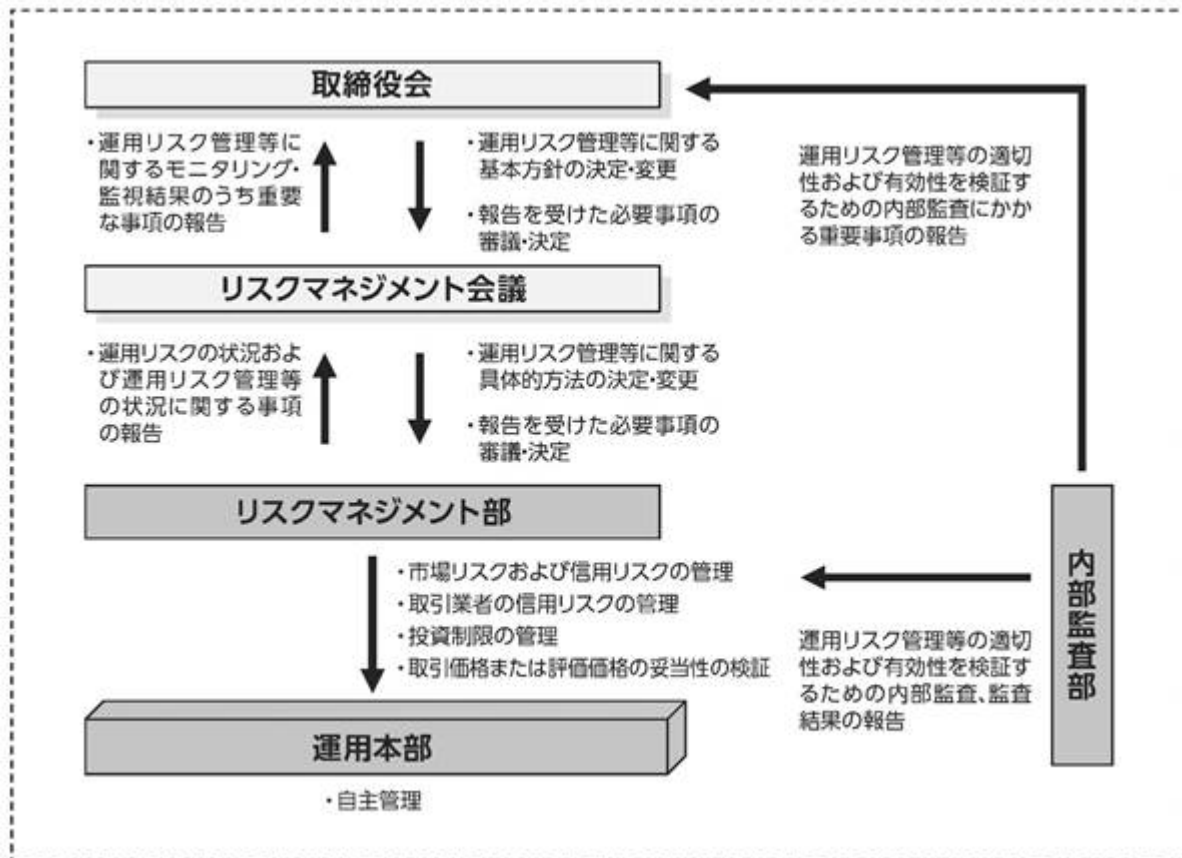 取締役会
・運用リスク管理等に
関するモニタリング・
監視結果のうち重要
な事項の報告
・運用リスク管理等に関する
基本方針の決定・変更
・報告を受けた必要事項の
審議・決定
運用リスク管理等の適切
性および有効性を検証す
るための内部監査にかか
る重要事項の報告
リスクマネジメント会議
・運用リスクの状況およ
び運用リスク管理等
の状況に関する事項
の報告
・運用リスク管理等に関する
具体的方法の決定・変更
・報告を受けた必要事項の
審議・決定
リスクマネジメント部
・市場リスクおよび信用リスクの管理
・取引業者の信用リスクの管理
・投資制限の管理
・取引価格または評価価格の妥当性の検証
運用リスク管理等の適切
性および有効性を検証す
るための内部監査、監査
結果の報告
内部監査部
運用本部
・自主管理